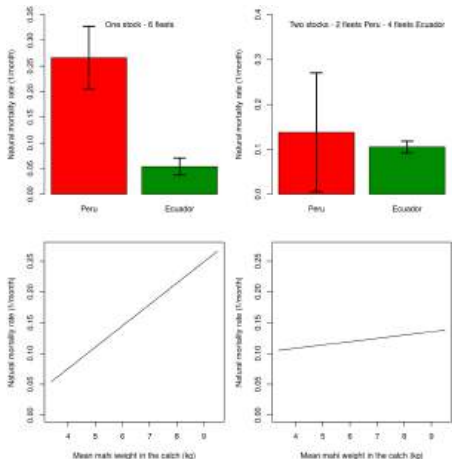 One stock - 6 fleets
Natural mortality rate (1/month)
0.00 0.05 0.10 0.15 0.20 0.25 0.30 0.35
Peru Ecuador
Two stocks - 2 fleets Peru - 4 fleets Ecuador
Natural mortality rate (1/month)
0.0 0.1 0.2 0.3 0.4
Peru Ecuador
Natural mortality rate (1/month)
0.00 0.05 0.10 0.15 0.20 0.25
4 5 6 7 8 9
Mean mahi weight in the catch (kg)
Natural mortality rate (1/month)
0.00 0.05 0.10 0.15 0.20 0.25
4 5 6 7 8 9
Mean mahi weight in the catch (kg)